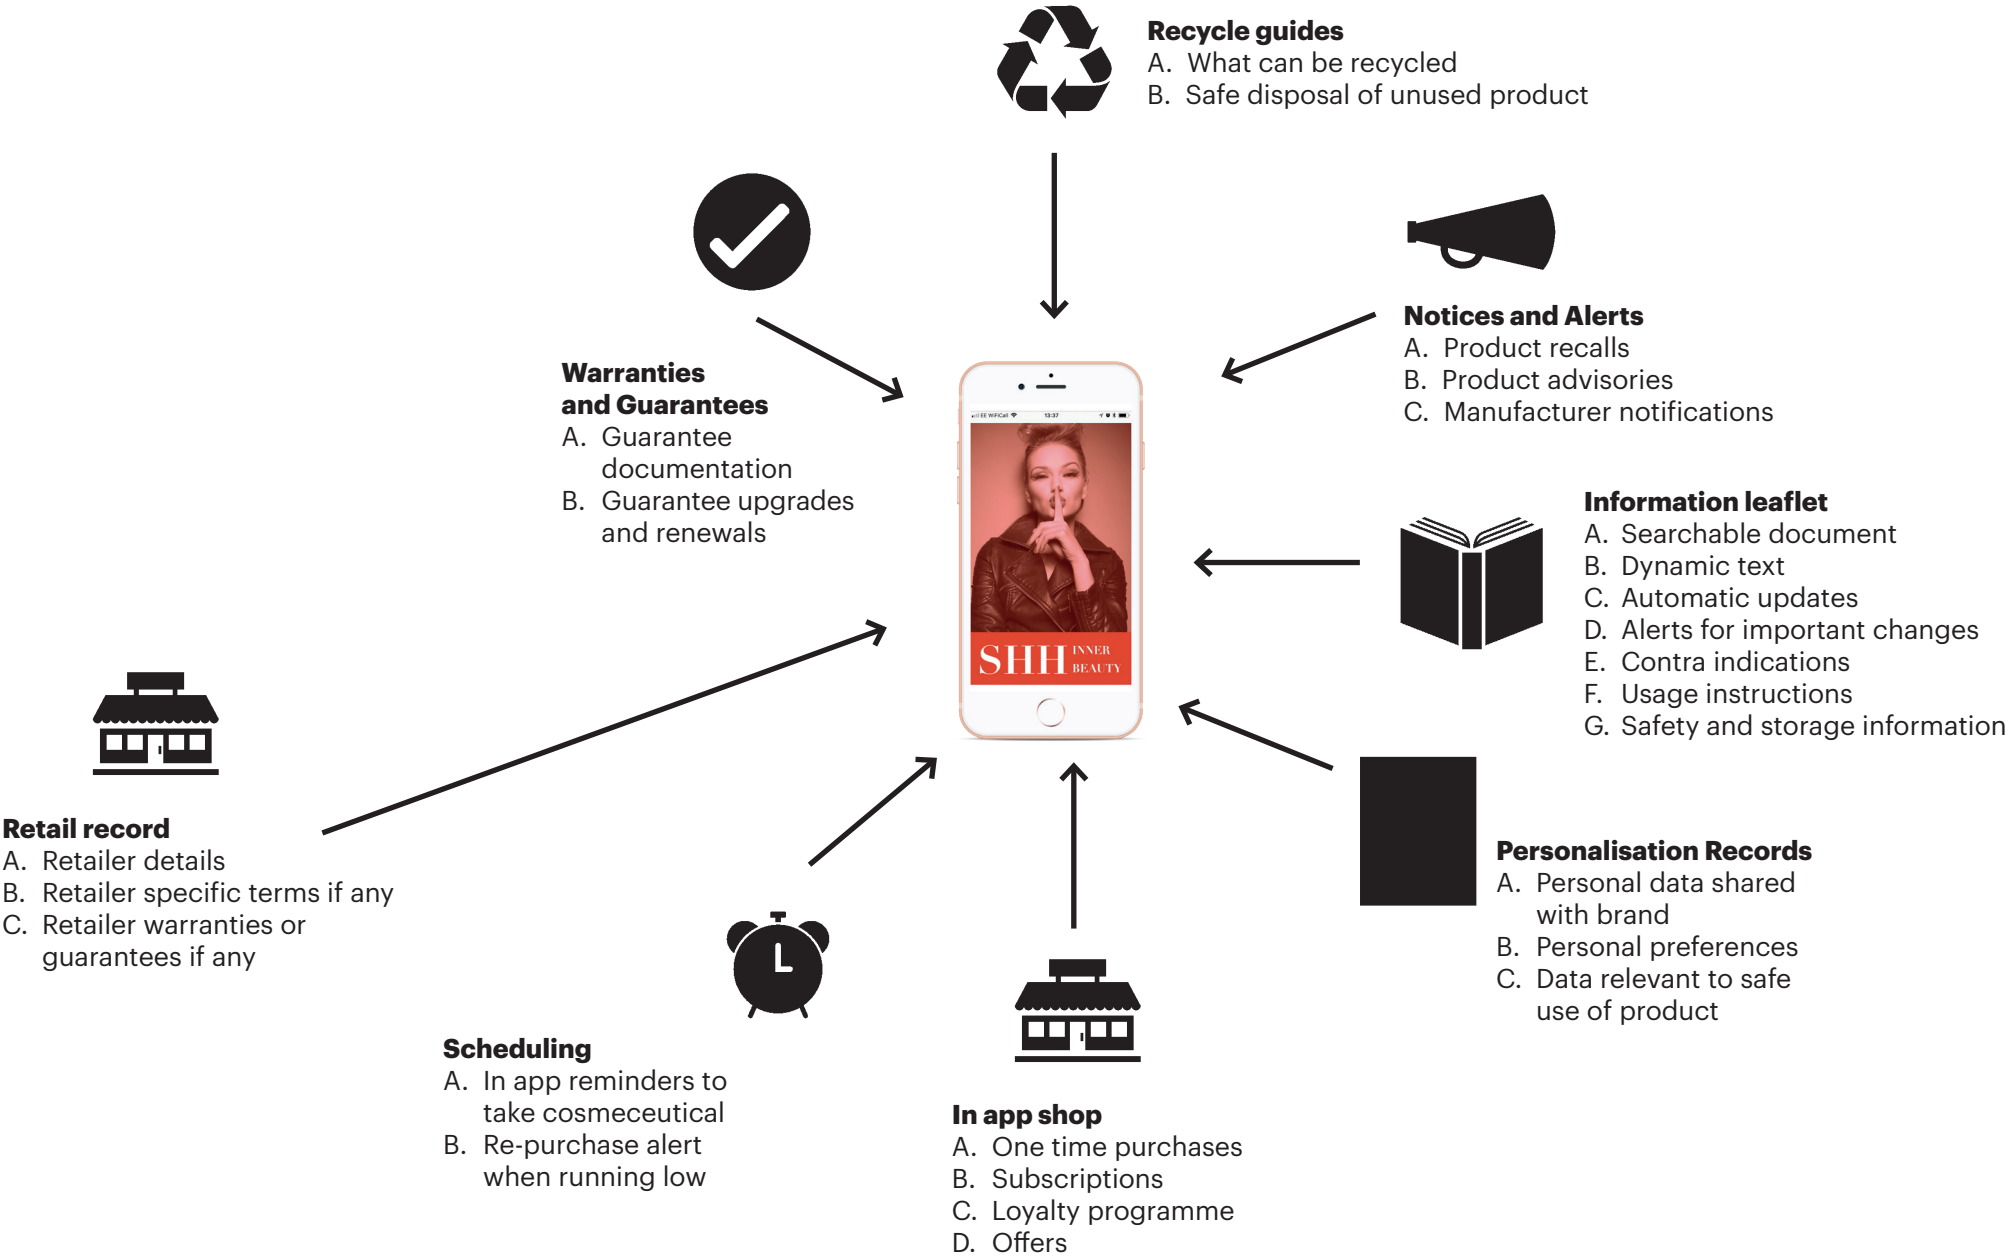 Recycle guides
A. What can be recycled
B. Safe disposal of unused product
Notices and Alerts
A. Product recalls
B. Product advisories
C. Manufacturer notifications
Warranties
and Guarantees
A. Guarantee
documentation
B. Guarantee upgrades
and renewals
EE WiFiCall 13:37
SHH INNER
BEAUTY
Information leaflet
A. Searchable document
B. Dynamic text
C. Automatic updates
D. Alerts for important changes
E. Contra indications
F. Usage instructions
G. Safety and storage information
Retail record
A. Retailer details
B. Retailer specific terms if any
C. Retailer warranties or
guarantees if any
Personalisation Records
A. Personal data shared
with brand
B. Personal preferences
C. Data relevant to safe
use of product
Scheduling
A. In app reminders to
take cosmeceutical
B. Re-purchase alert
when running low
In app shop
A. One time purchases
B. Subscriptions
C. Loyalty programme
D. Offers